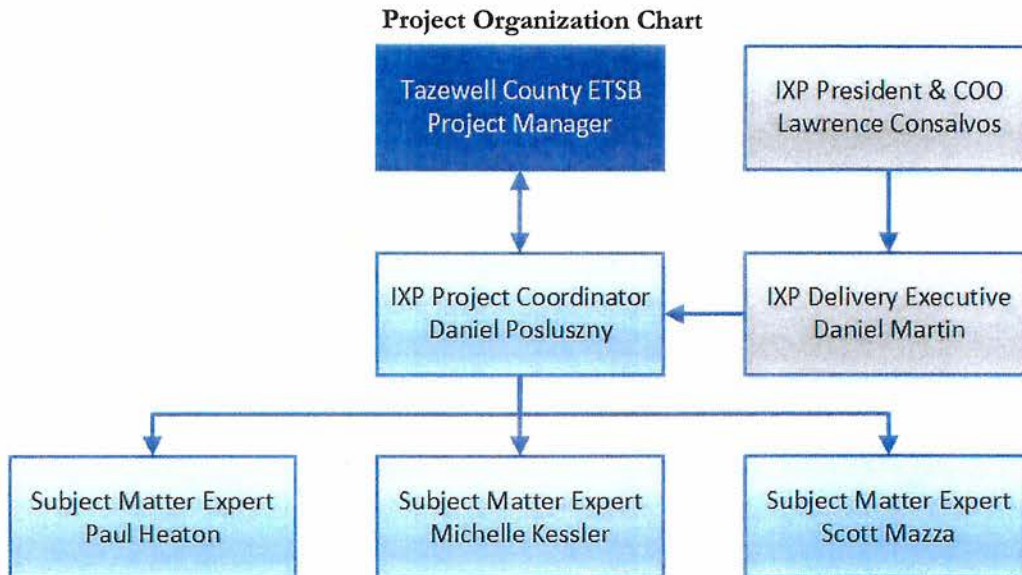 Project Organization Chart
Tazewell County ETSB
Project Manager
IXP President & COO
Lawrence Consalvos
IXP Project Coordinator
Daniel Posluszny
IXP Delivery Executive
Daniel Martin
Subject Matter Expert
Paul Heaton
Subject Matter Expert
Michelle Kessler
Subject Matter Expert
Scott Mazza